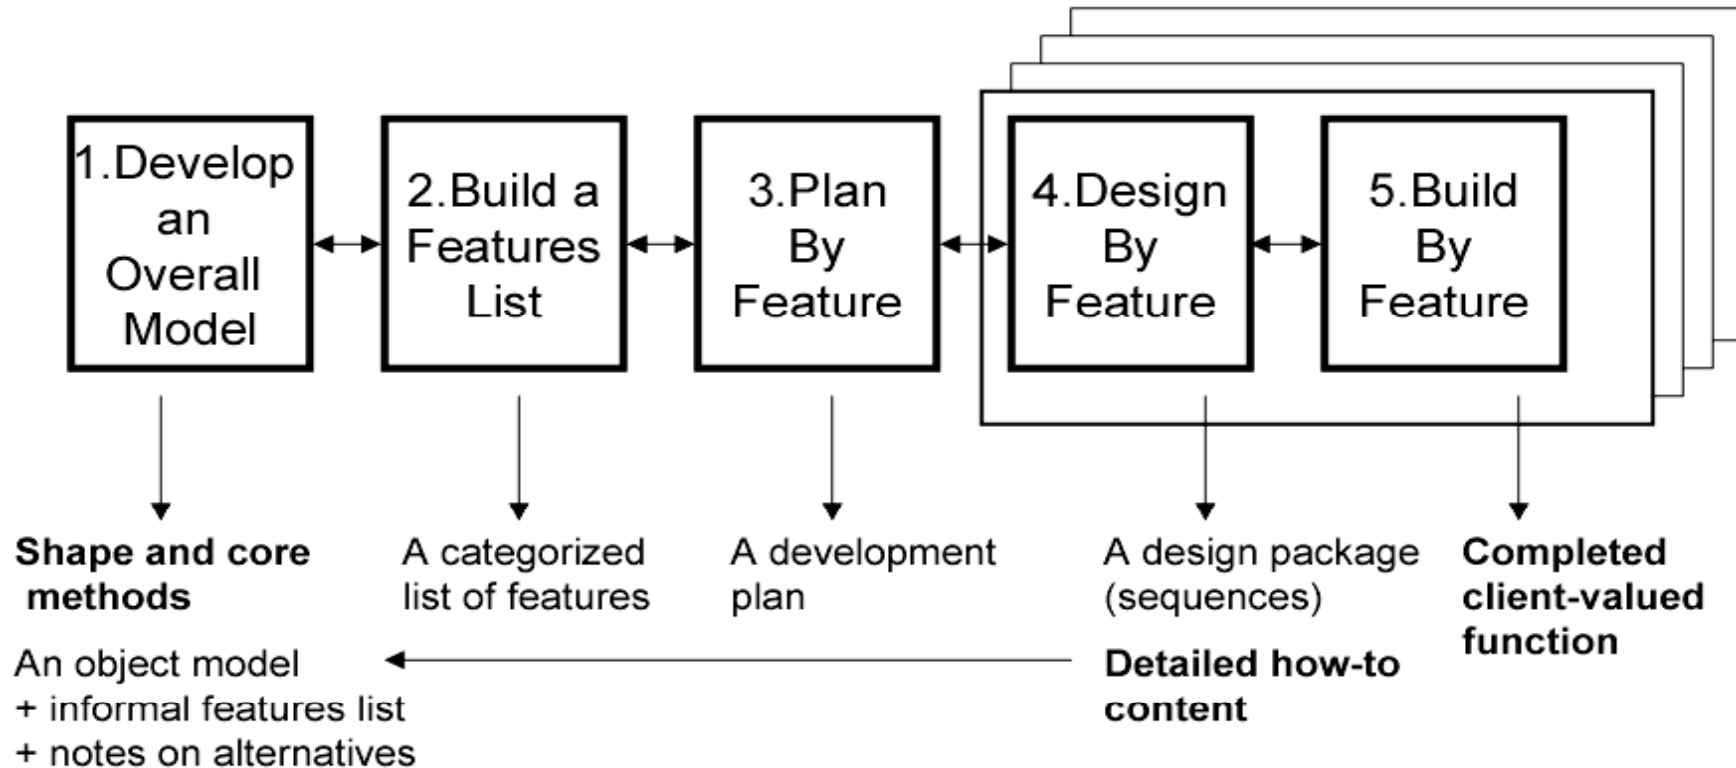 1.Develop
an
Overall
Model
2.Build a
Features
List
3.Plan
By
Feature
4.Design
By
Feature
5.Build
By
Feature
Shape and core
methods
An object model
+ informal features list
+ notes on alternatives
A categorized
list of features
A development
plan
A design package
(sequences)
Detailed how-to
content
Completed
client-valued
function